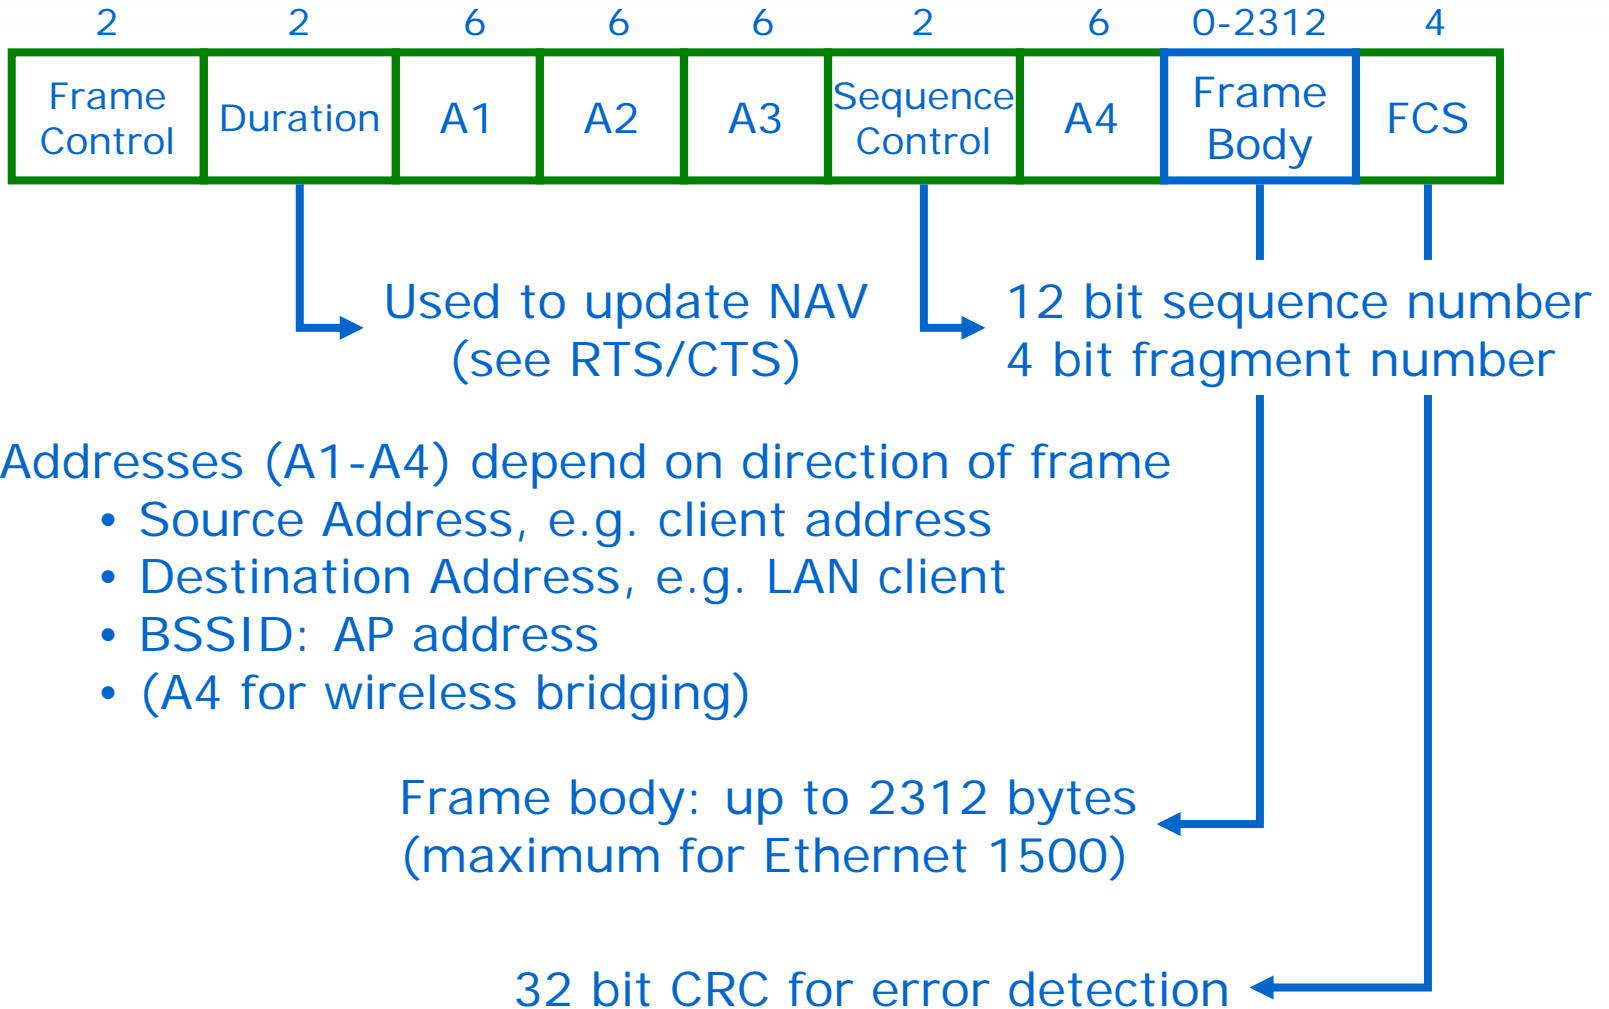 2 2 6 6 6 2 6 0-2312 4
Frame Control
Duration
A1
A2
A3
Sequence Control
A4
Frame Body
FCS
Used to update NAV
(see RTS/CTS)
12 bit sequence number
4 bit fragment number
Addresses (A1-A4) depend on direction of frame
• Source Address, e.g. client address
• Destination Address, e.g. LAN client
• BSSID: AP address
• (A4 for wireless bridging)
Frame body: up to 2312 bytes
(maximum for Ethernet 1500)
32 bit CRC for error detection